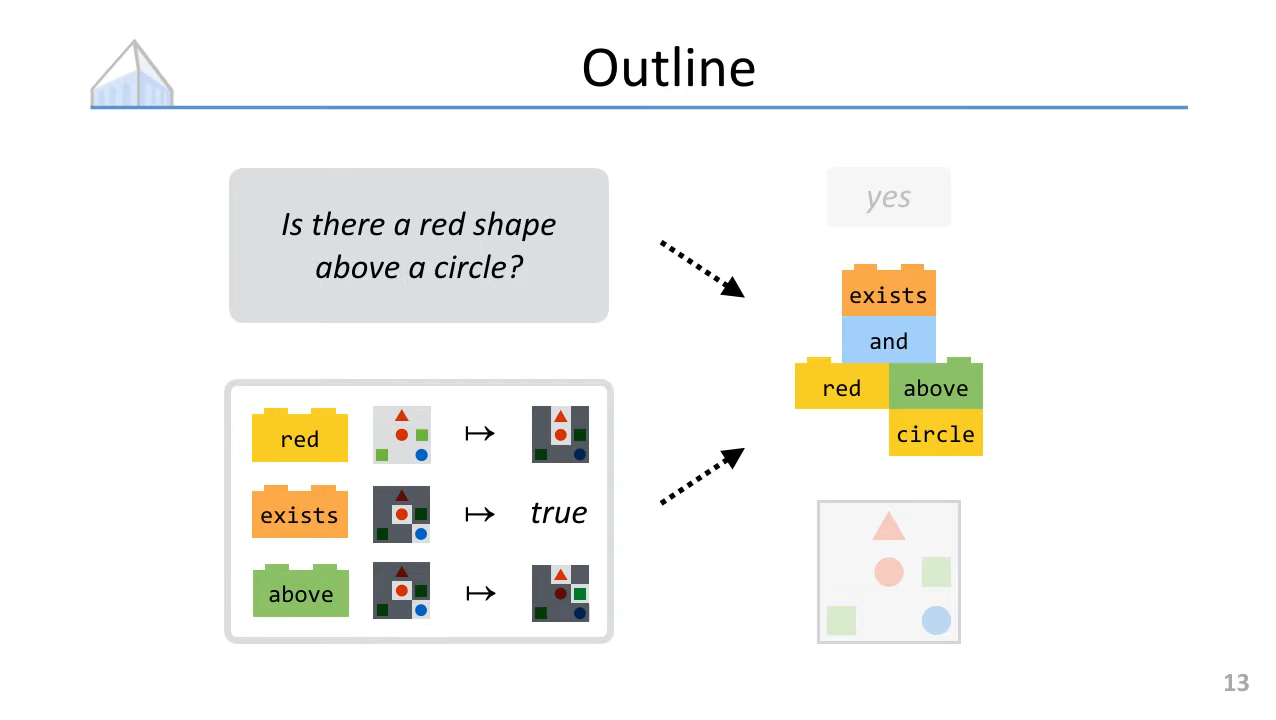 Outline
Is there a red shape
above a circle?
red
↦
exists
↦ true
above
↦
yes
exists
and
red above
circle
13